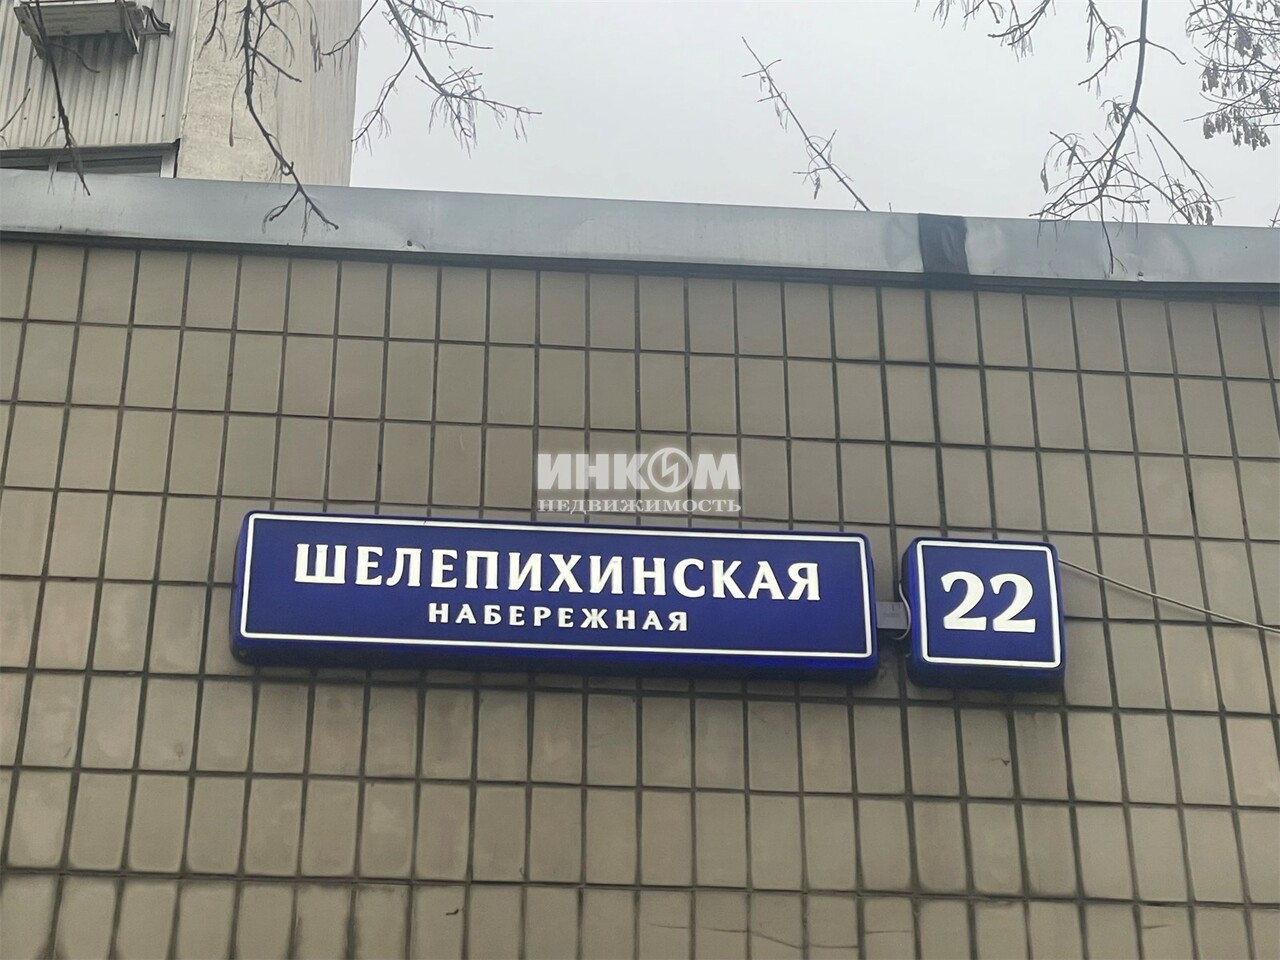 ИНКОМ
НЕДВИЖИМОСТЬ
ШЕЛЕПИХИНСКАЯ
НАБЕРЕЖНАЯ
22